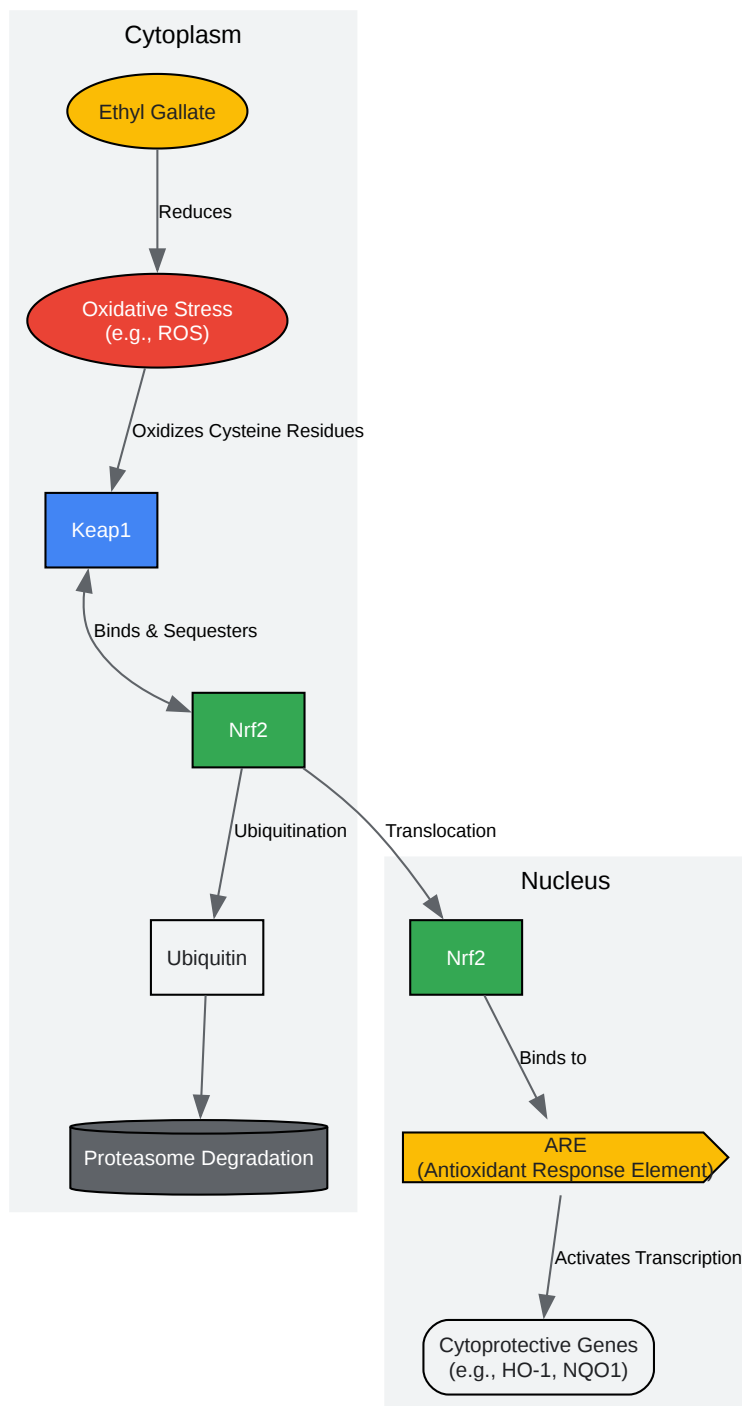 Cytoplasm
Ethyl Gallate
Reduces
Oxidative Stress
(e.g., ROS)
Oxidizes Cysteine Residues
Keap1
Binds & Sequesters
Nrf2
Ubiquitination
Translocation
Nucleus
Ubiquitin
Nrf2
Binds to
Proteasome Degradation
ARE
(Antioxidant Response Element)
Activates Transcription
Cytoprotective Genes
(e.g., HO-1, NQO1)